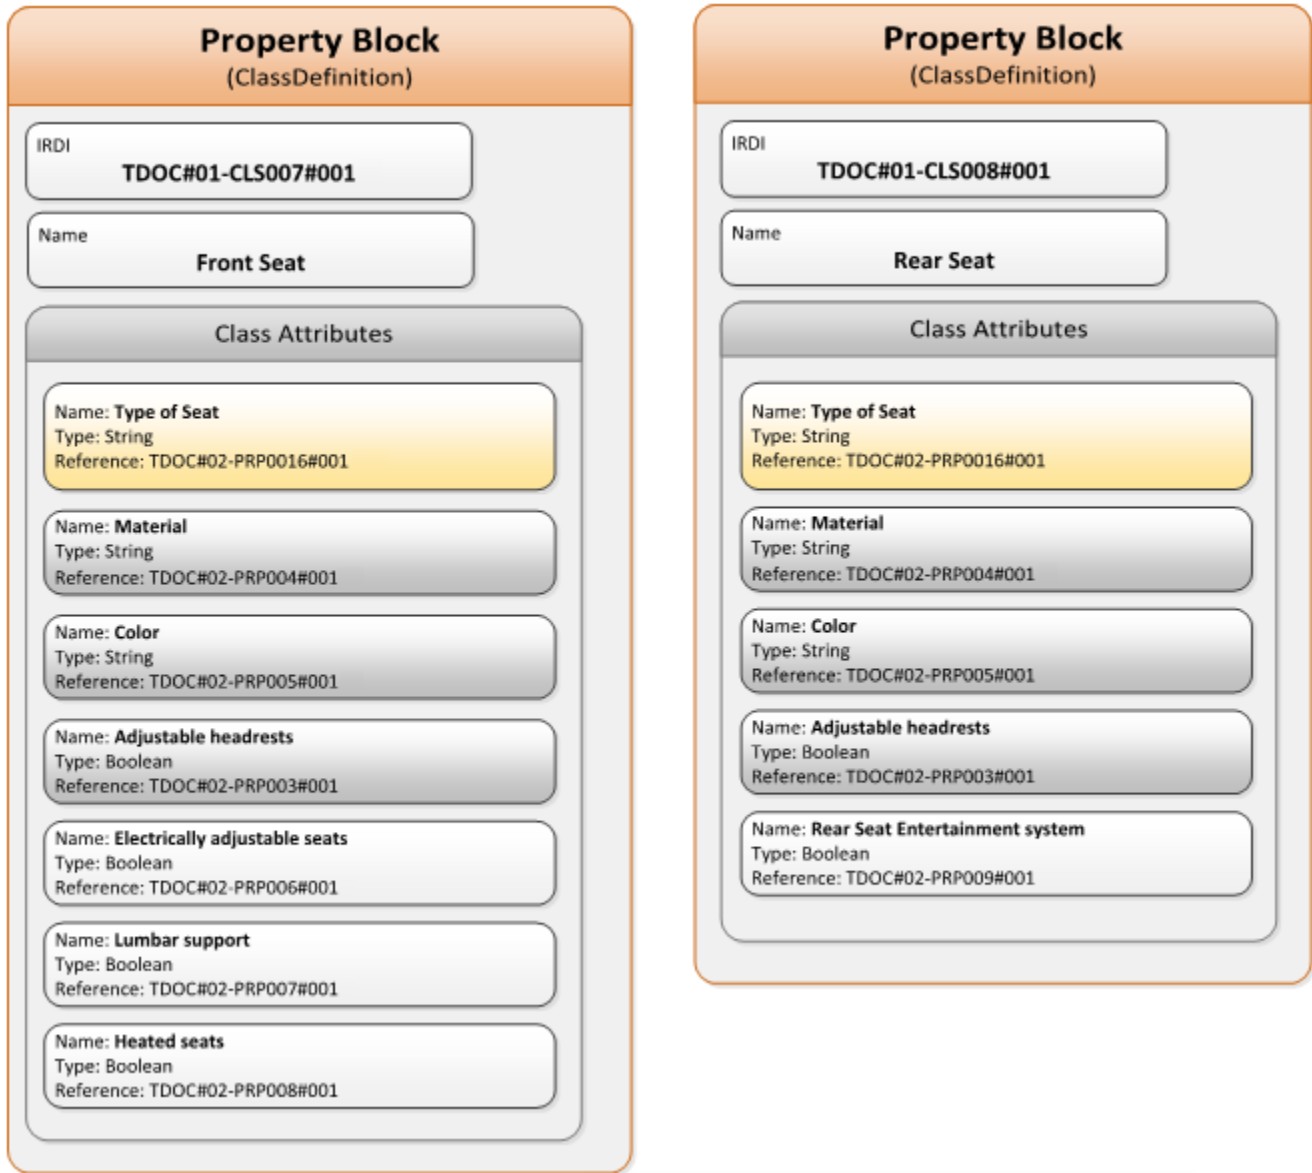 Property Block
(ClassDefinition)
IRDI
TDOC#01-CLS007#001
Name
Front Seat
Class Attributes
Name: Type of Seat
Type: String
Reference: TDOC#02-PRP0016#001
Name: Material
Type: String
Reference: TDOC#02-PRP004#001
Name: Color
Type: String
Reference: TDOC#02-PRP005#001
Name: Adjustable headrests
Type: Boolean
Reference: TDOC#02-PRP003#001
Name: Electrically adjustable seats
Type: Boolean
Reference: TDOC#02-PRP006#001
Name: Lumbar support
Type: Boolean
Reference: TDOC#02-PRP007#001
Name: Heated seats
Type: Boolean
Reference: TDOC#02-PRP008#001
Property Block
(ClassDefinition)
IRDI
TDOC#01-CLS008#001
Name
Rear Seat
Class Attributes
Name: Type of Seat
Type: String
Reference: TDOC#02-PRP0016#001
Name: Material
Type: String
Reference: TDOC#02-PRP004#001
Name: Color
Type: String
Reference: TDOC#02-PRP005#001
Name: Adjustable headrests
Type: Boolean
Reference: TDOC#02-PRP003#001
Name: Rear Seat Entertainment system
Type: Boolean
Reference: TDOC#02-PRP009#001